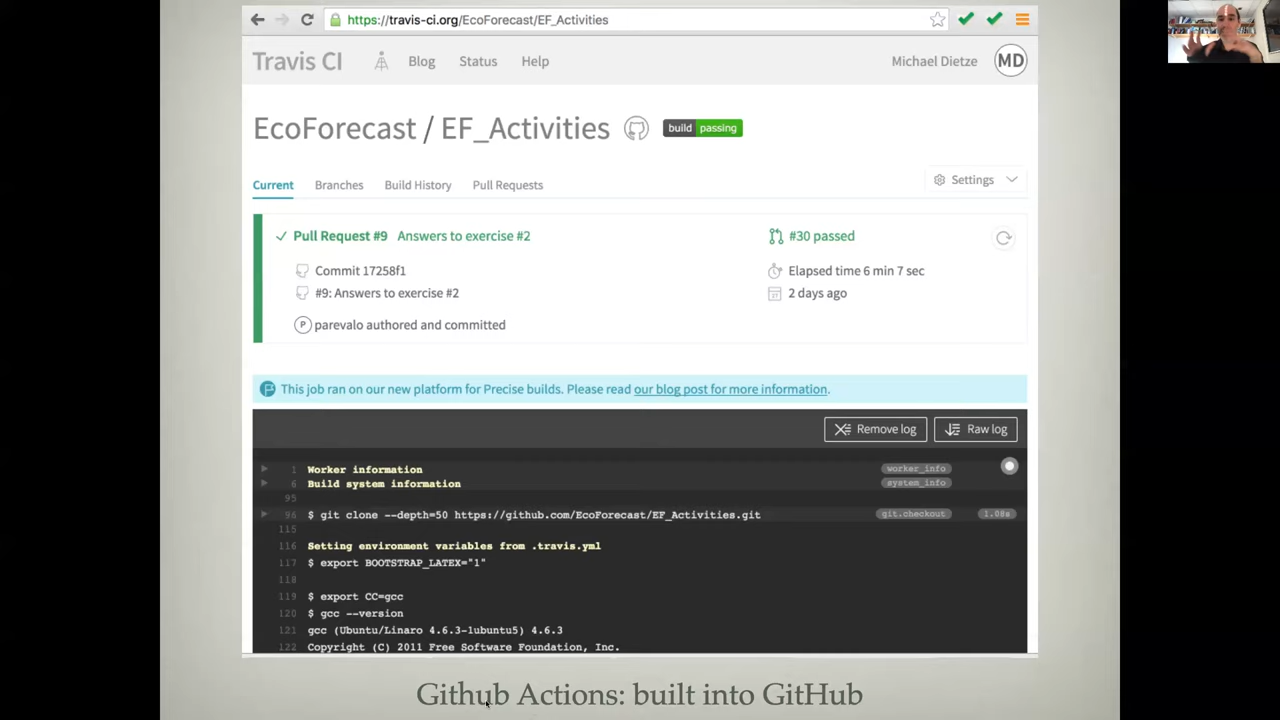 https://travis-ci.org/EcoForecast/EF_Activities
Travis CI Blog Status Help Michael Dietze MD
EcoForecast / EF_Activities build passing
Current Branches Build History Pull Requests Settings
Pull Request #9 Answers to exercise #2 #30 passed
Commit 17258f1 Elapsed time 6 min 7 sec
#9: Answers to exercise #2 2 days ago
P parevalo authored and committed
This job ran on our new platform for Precise builds. Please read our blog post for more information.
Remove log Raw log
1 Worker information worker_info
6 Build system information system_info
95
96 $ git clone --depth=50 https://github.com/EcoForecast/EF_Activities.git git.checkout 1.08s
115
116 Setting environment variables from .travis.yml
117 $ export BOOTSTRAP_LATEX="1"
118
119 $ export CC=gcc
120 $ gcc --version
121 gcc (Ubuntu/Linaro 4.6.3-1ubuntu5) 4.6.3
122 Copyright (C) 2011 Free Software Foundation, Inc.
Github Actions: built into GitHub